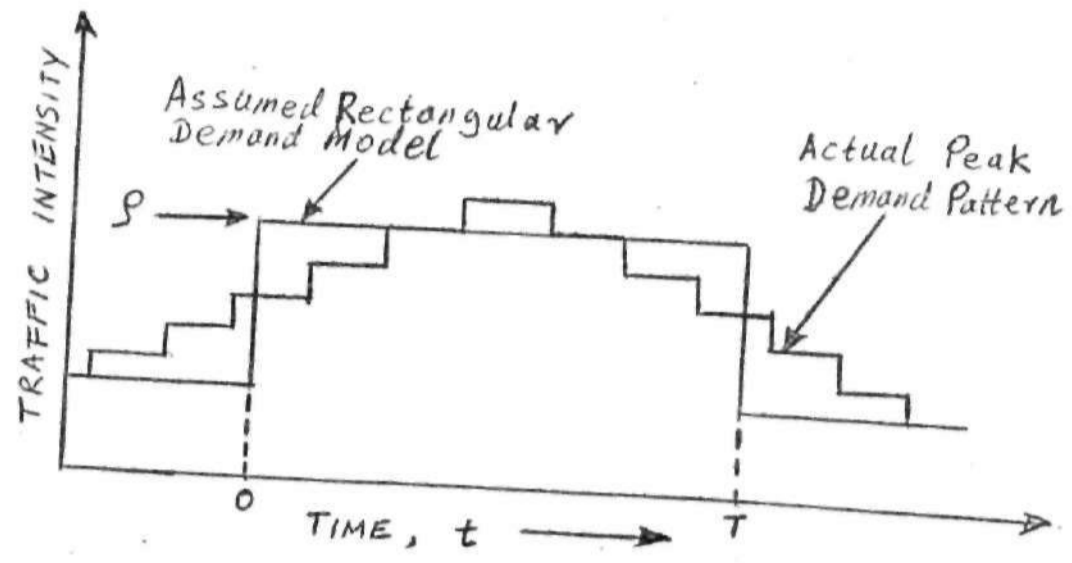 TRAFFIC INTENSITY
Assumed Rectangular
Demand Model
Actual Peak
Demand Pattern
ρ
0
T
TIME, t